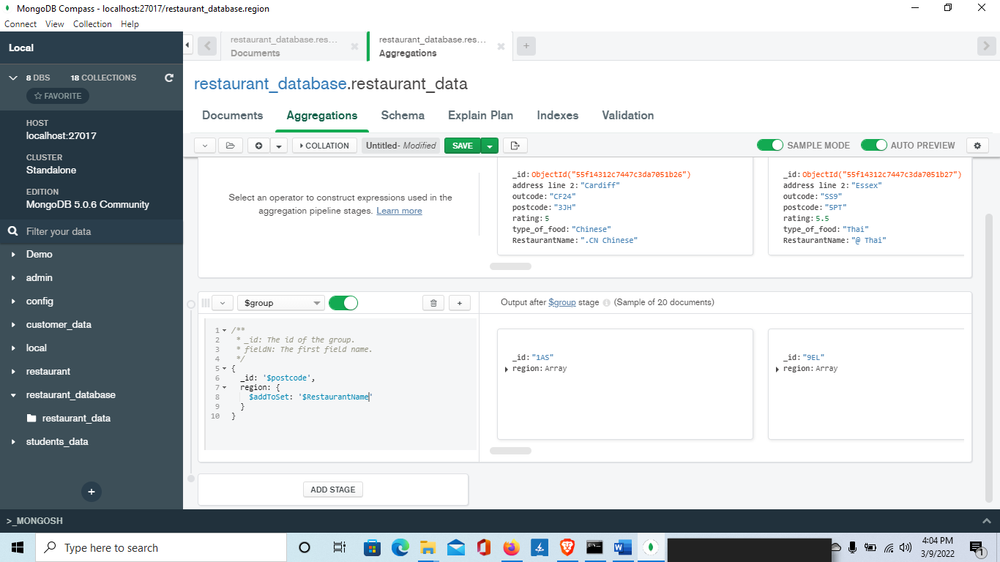 MongoDB Compass - localhost:27017/restaurant_database.region
Connect View Collection Help
Local
8 DBS 18 COLLECTIONS
FAVORITE
HOST
localhost:27017
CLUSTER
Standalone
EDITION
MongoDB 5.0.6 Community
Filter your data
Demo
admin
config
customer_data
local
restaurant
restaurant_database
restaurant_data
students_data
restaurant_database.res...
Documents
restaurant_database.res...
Aggregations
restaurant_database.restaurant_data
Documents Aggregations Schema Explain Plan Indexes Validation
COLLATION Untitled- Modified SAVE SAMPLE MODE AUTO PREVIEW
Select an operator to construct expressions used in the
aggregation pipeline stages. Learn more
_id: ObjectId("55f14312c7447c3da7051b26")
address line 2: "Cardiff"
outcode: "CF24"
postcode: "3JH"
rating: 5
type_of_food: "Chinese"
RestaurantName: ".CN Chinese"
_id: ObjectId("55f14312c7447c3da7051b27")
address line 2: "Essex"
outcode: "SS9"
postcode: "5PT"
rating: 5.5
type_of_food: "Thai"
RestaurantName: "@ Thai"
$group
Output after $group stage (Sample of 20 documents)
1 /**
2 * _id: The id of the group.
3 * fieldN: The first field name.
4 */
5 {
6 _id: '$postcode',
7 region: {
8 $addToSet: '$RestaurantName'
9 }
10 }
_id: "1AS"
region: Array
_id: "9EL"
region: Array
ADD STAGE
>_MONGOSH
Type here to search
4:04 PM
3/9/2022
1